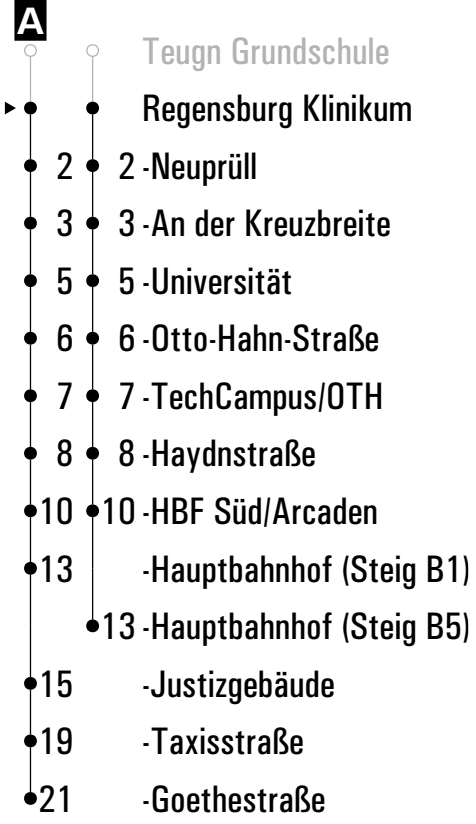 A
Teugn Grundschule
Regensburg Klinikum
2 2 -Neuprüll
3 3 -An der Kreuzbreite
5 5 -Universität
6 6 -Otto-Hahn-Straße
7 7 -TechCampus/OTH
8 8 -Haydnstraße
10 10 -HBF Süd/Arcaden
13 -Hauptbahnhof (Steig B1)
13 -Hauptbahnhof (Steig B5)
15 -Justizgebäude
19 -Taxisstraße
21 -Goethestraße